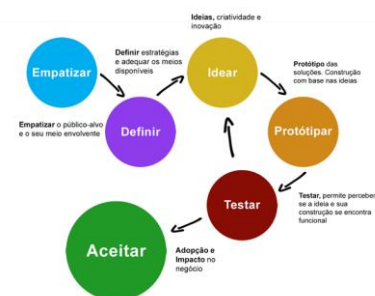 Ideias, criatividade e
inovação
Definir estratégias
e adequar os meios
disponíveis
Empatizar
Idear
Protótipo das
soluções. Construção
com base nas ideias
Empatizar o público-alvo
e o seu meio envolvente
Definir
Protótipar
Testar
Testar, permite perceber
se a ideia e sua
construção se encontra
funcional
Aceitar
Adopção e
Impacto no
negócio